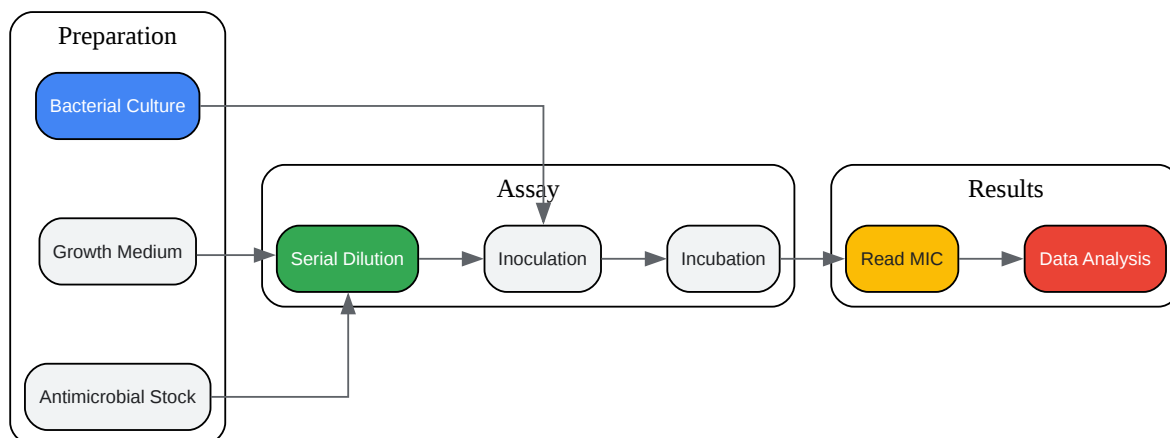 Preparation
Bacterial Culture
Growth Medium
Antimicrobial Stock
Assay
Serial Dilution
Inoculation
Incubation
Results
Read MIC
Data Analysis